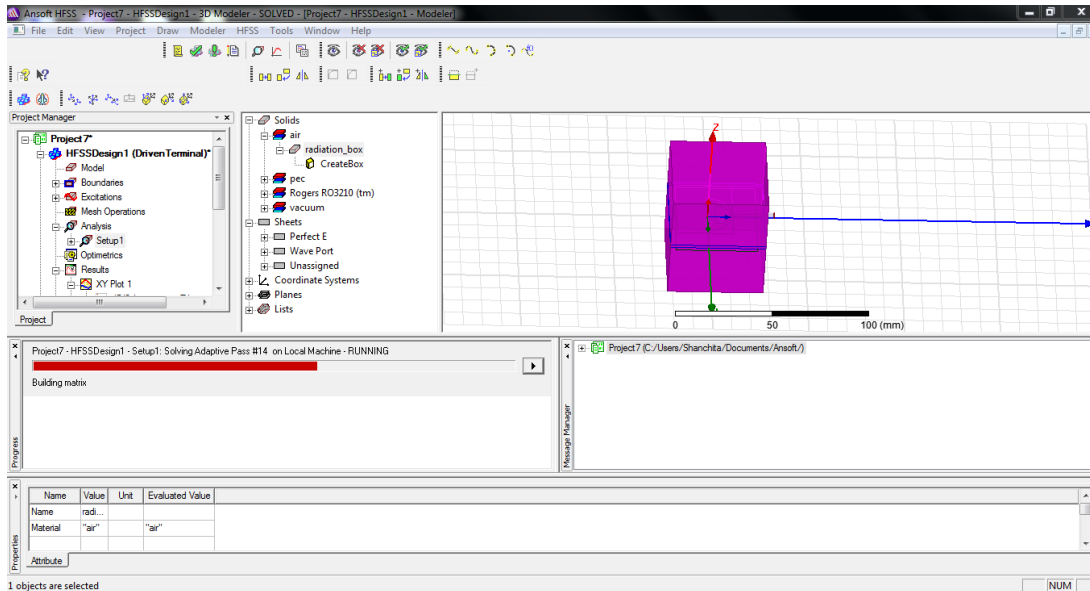 Ansoft HFSS - Project7 - HFSSDesign1 - 3D Modeler - SOLVED - [Project7 - HFSSDesign1 - Modeler]
File Edit View Project Draw Modeler HFSS Tools Window Help
Project Manager
Project7*
HFSSDesign1 (DrivenTerminal)*
Model
Boundaries
Excitations
Mesh Operations
Analysis
Setup1
Optimetrics
Results
XY Plot 1
Project
Solids
air
radiation_box
CreateBox
pec
Rogers RO3210 (tm)
vacuum
Sheets
Perfect E
Wave Port
Unassigned
Coordinate Systems
Planes
Lists
Z
0 50 100 (mm)
Project7 - HFSSDesign1 - Setup1: Solving Adaptive Pass #14 on Local Machine - RUNNING
Building matrix
Progress
Project7 (C:/Users/Shanchita/Documents/Ansoft/)
Message Manager
Name Value Unit Evaluated Value
Name radi...
Material "air" "air"
Attribute
Properties
1 objects are selected
NUM